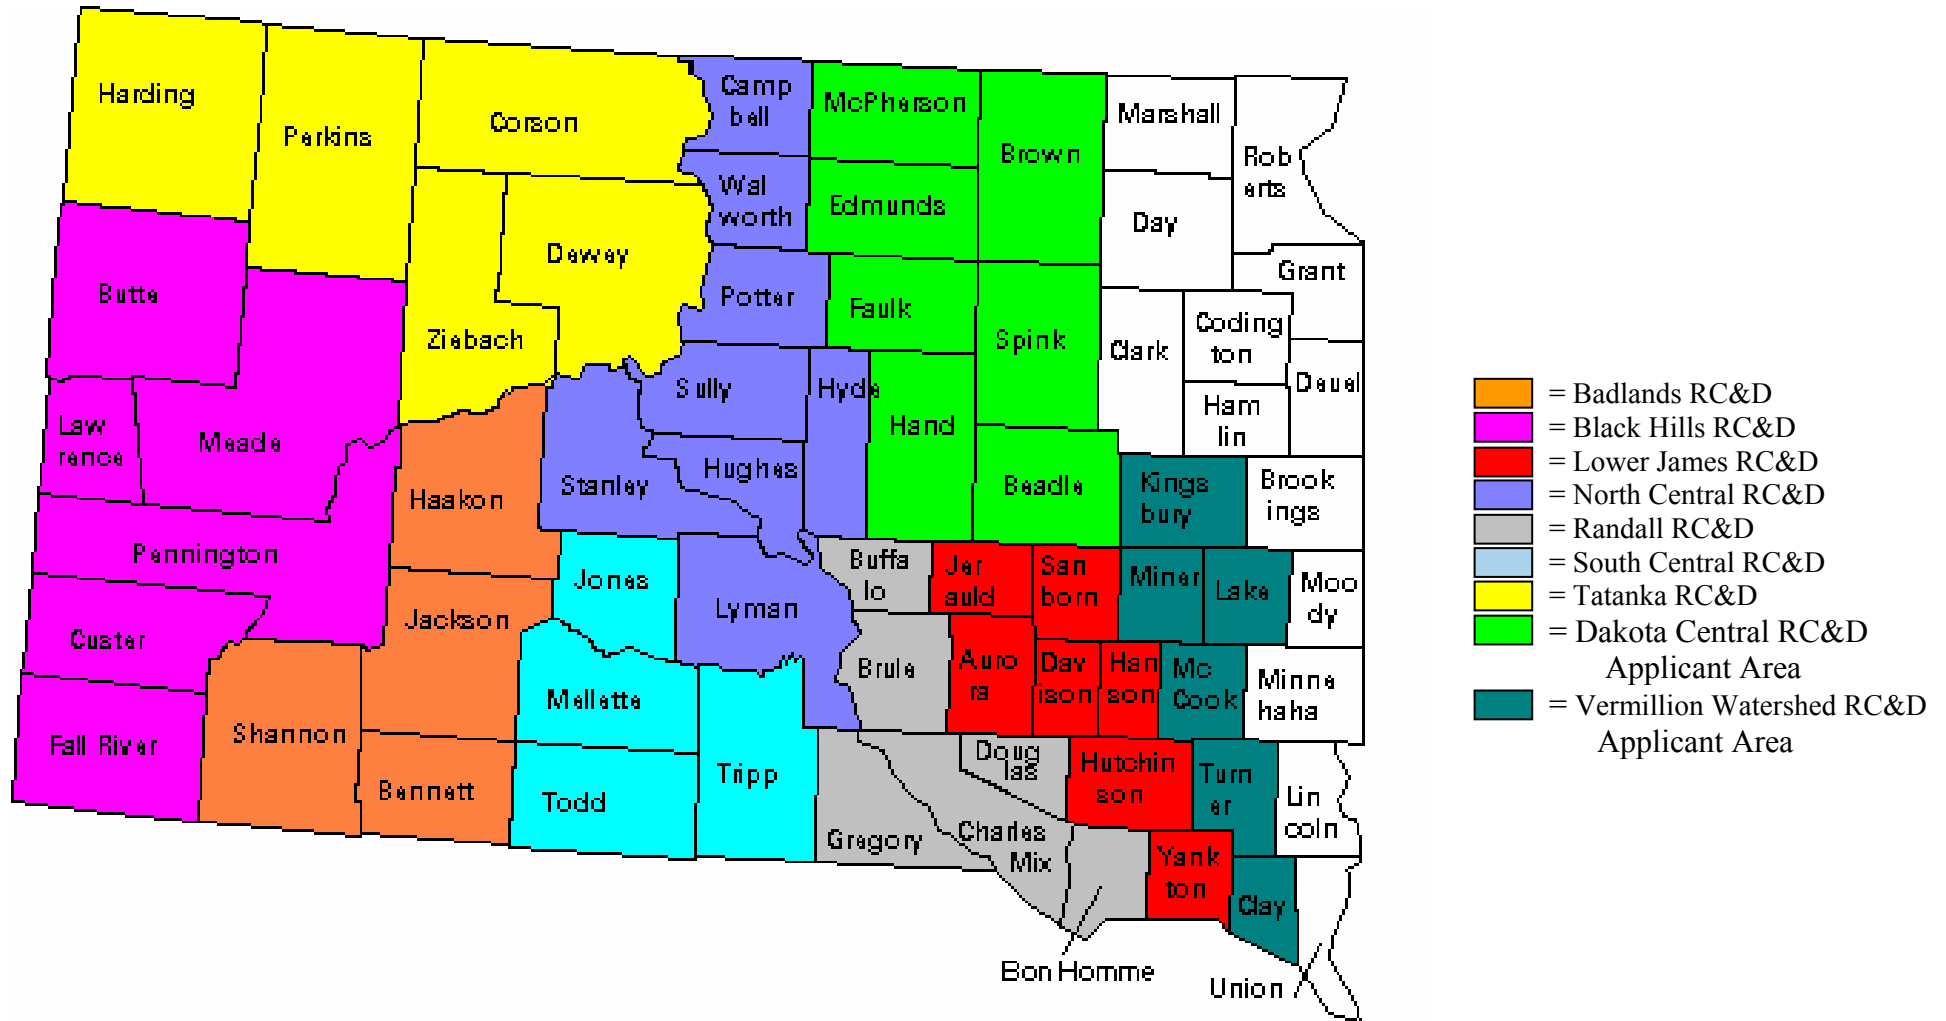 Harding
Perkins
Corson
Camp
bell
McPherson
Brown
Marshall
Rob
erts
Wal
worth
Edmunds
Day
Dewey
Grant
Butte
Potter
Faulk
Ziebach
Spink
Clark
Coding
ton
Deuel
Sully
Hyde
Ham
lin
Law
rence
Meade
Hand
Hughes
Stanley
Haakon
Beadle
Kings
bury
Brook
ings
Pennington
Jones
Buffa
lo
Jer
auld
San
born
Miner
Lake
Moo
dy
Custer
Jackson
Lyman
Brule
Auro
ra
Dav
ison
Han
son
Mc
Cook
Minne
haha
Mellette
Fall River
Shannon
Bennett
Todd
Tripp
Doug
las
Hutchin
son
Turn
er
Lin
coln
Gregory
Charles
Mix
Yank
ton
Clay
Bon Homme
Union
= Badlands RC&D
= Black Hills RC&D
= Lower James RC&D
= North Central RC&D
= Randall RC&D
= South Central RC&D
= Tatanka RC&D
= Dakota Central RC&D
Applicant Area
= Vermillion Watershed RC&D
Applicant Area